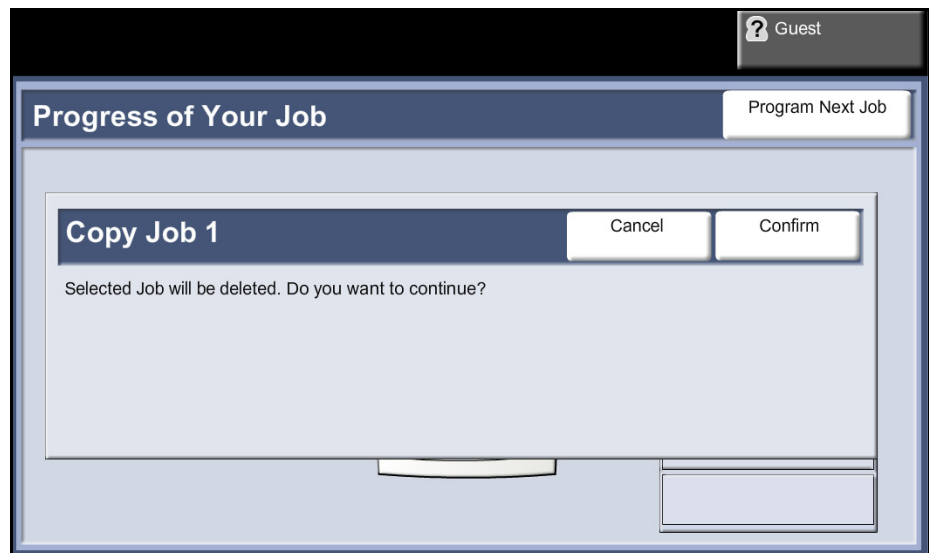 Guest
Progress of Your Job
Program Next Job
Copy Job 1
Cancel
Confirm
Selected Job will be deleted. Do you want to continue?